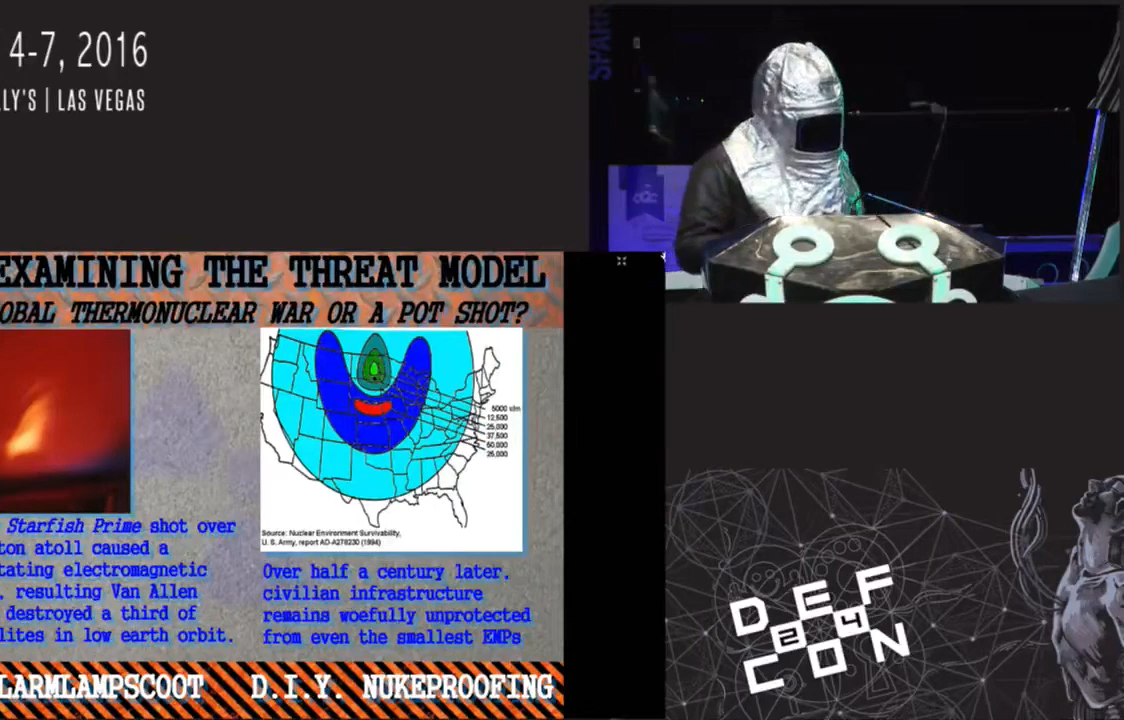 4-7, 2016
LY'S | LAS VEGAS
SPARK
EXAMINING THE THREAT MODEL
OBAL THERMONUCLEAR WAR OR A POT SHOT?
5000 v/m
12,500
25,000
37,500
50,000
25,000
Source: Nuclear Environment Survivability,
U. S. Army, report AD-A278230 (1994)
Starfish Prime shot over
ton atoll caused a
tating electromagnetic
, resulting Van Allen
destroyed a third of
lites in low earth orbit.
Over half a century later,
civilian infrastructure
remains woefully unprotected
from even the smallest EMPs
LARMLAMPSCOOT
D.I.Y. NUKEPROOFING
DEF
24
CON